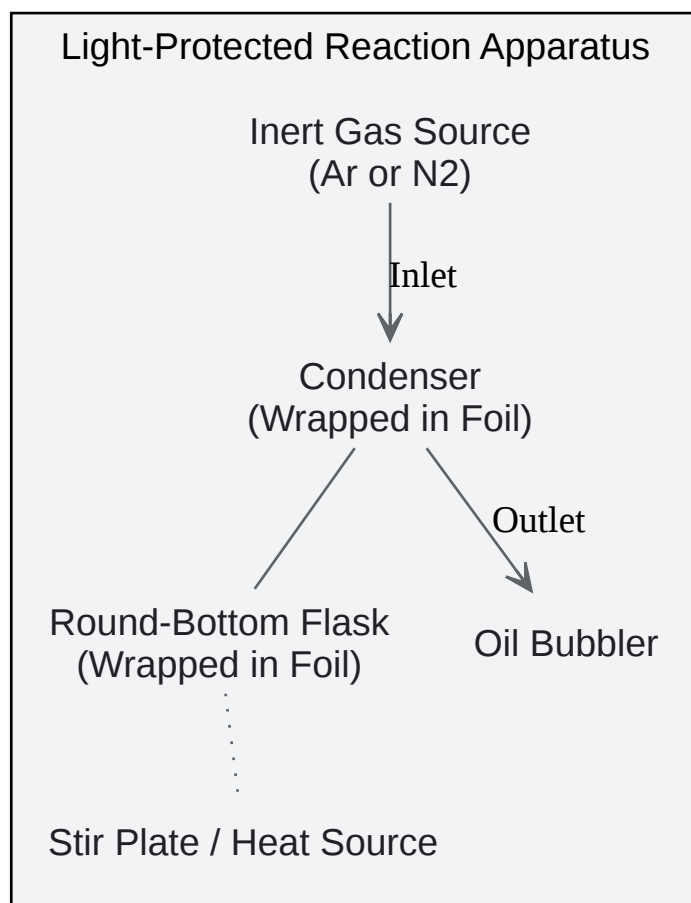 Light-Protected Reaction Apparatus
Inert Gas Source
(Ar or N2)
Inlet
Condenser
(Wrapped in Foil)
Outlet
Round-Bottom Flask
(Wrapped in Foil)
Oil Bubbler
Stir Plate / Heat Source